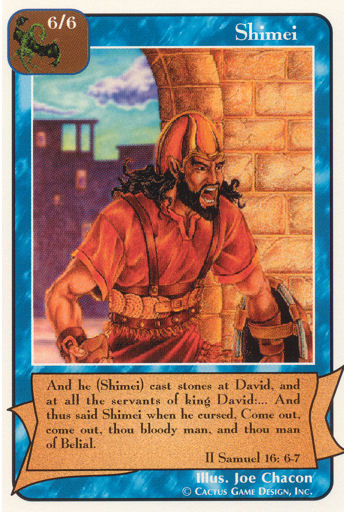 6/6
Shimei
And he (Shimei) cast stones at David, and
at all the servants of king David:... And
thus said Shimei when he cursed, Come out,
come out, thou bloody man, and thou man
of Belial.
II Samuel 16: 6-7
Illus. Joe Chacon
© CACTUS GAME DESIGN, INC.